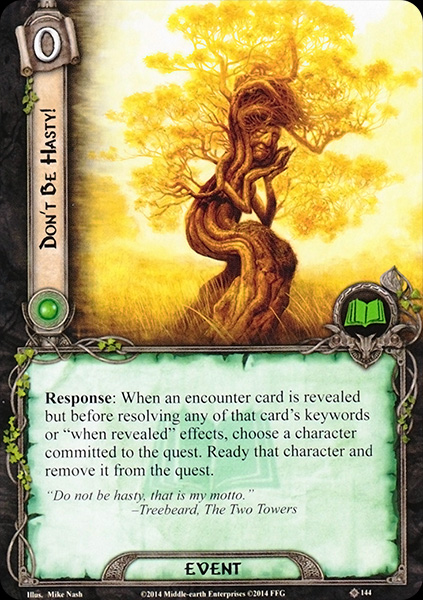 0
DON'T BE HASTY!
Response: When an encounter card is revealed
but before resolving any of that card's keywords
or “when revealed” effects, choose a character
committed to the quest. Ready that character and
remove it from the quest.
“Do not be hasty, that is my motto.”
–Treebeard, The Two Towers
EVENT
Illus. Mike Nash
©2014 Middle-earth Enterprises ©2014 FFG
144